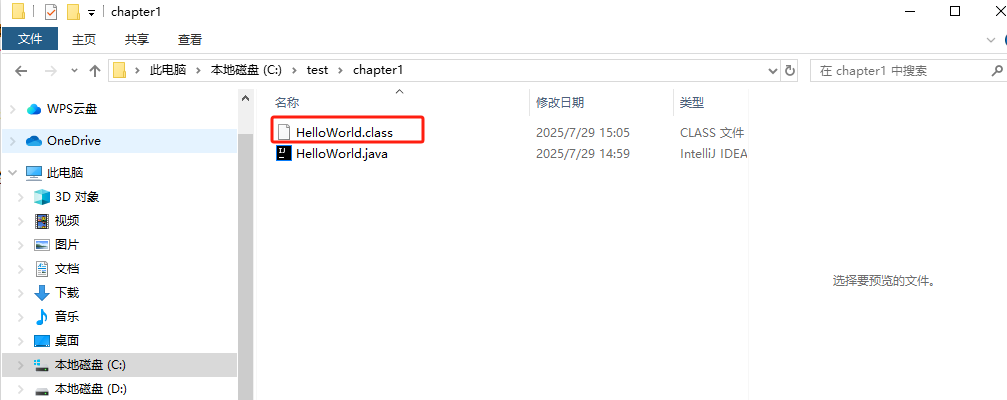 chapter1
文件 主页 共享 查看
此电脑 本地磁盘 (C:) test chapter1 在 chapter1 中搜索
名称 修改日期 类型
WPS云盘
HelloWorld.class 2025/7/29 15:05 CLASS 文件
OneDrive
HelloWorld.java 2025/7/29 14:59 IntelliJ IDEA
此电脑
3D 对象
视频
图片
文档
选择要预览的文件。
下载
音乐
桌面
本地磁盘 (C:)
本地磁盘 (D:)